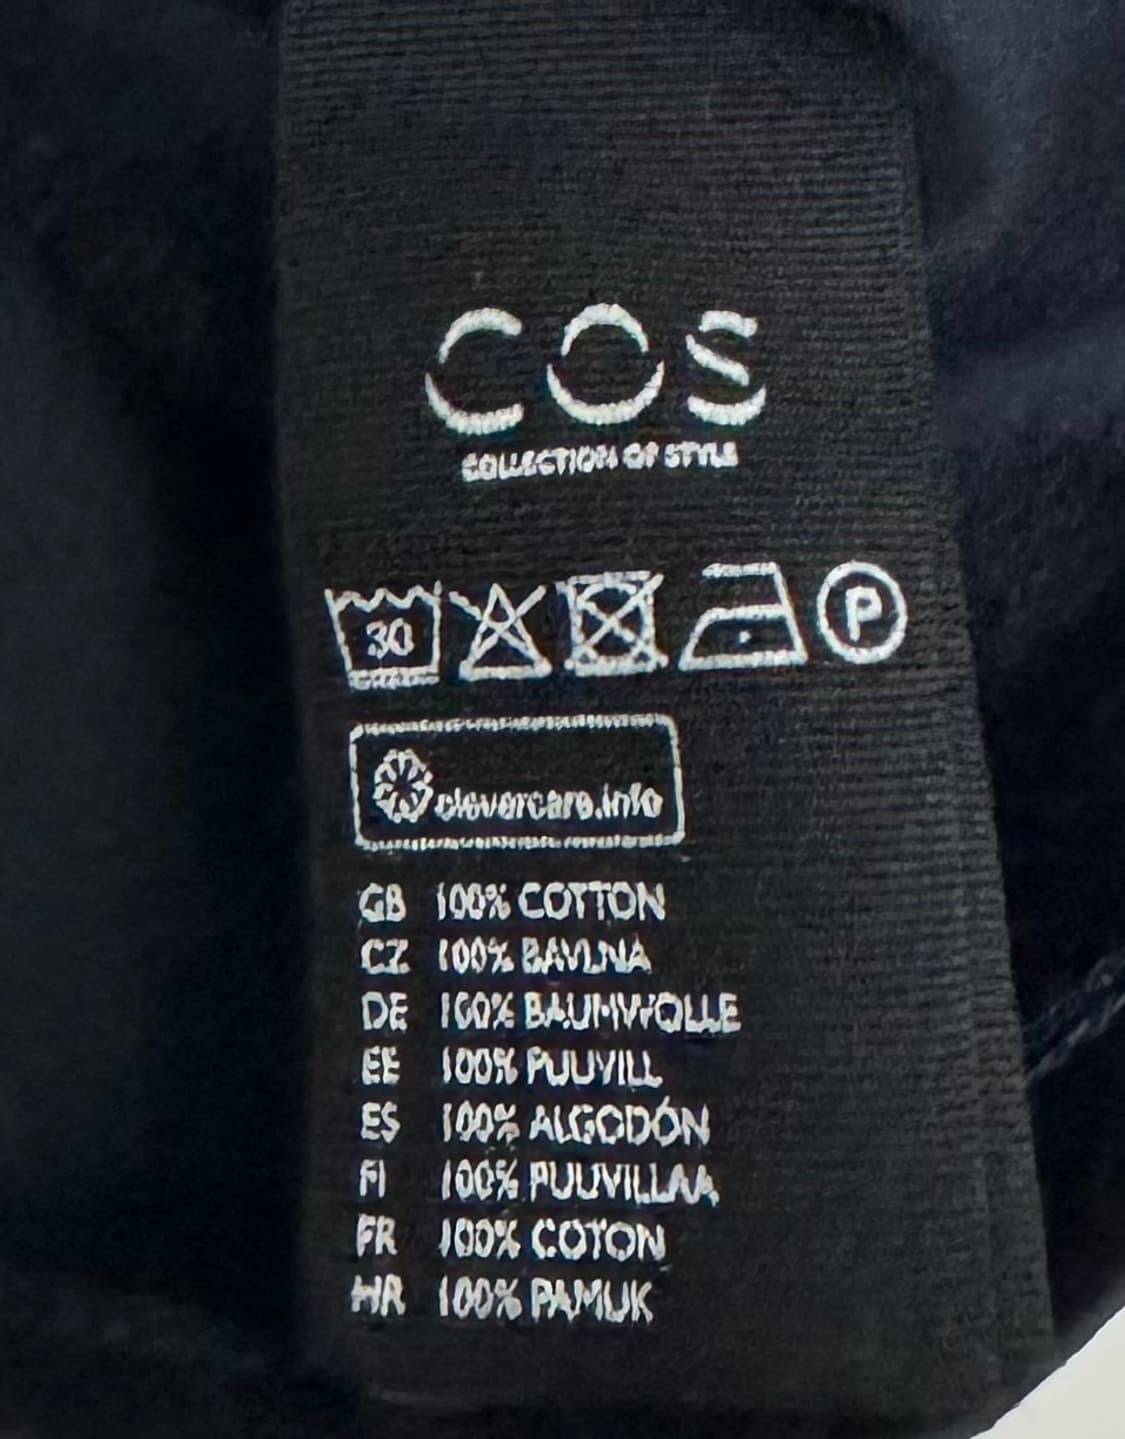 COS
COLLECTION OF STYLE
30 P
clevercare.info
GB 100% COTTON
CZ 100% BAVLNA
DE 100% BAUMWOLLE
EE 100% PUUVILL
ES 100% ALGODÓN
FI 100% PUUVILLAA
FR 100% COTON
HR 100% PAMUK